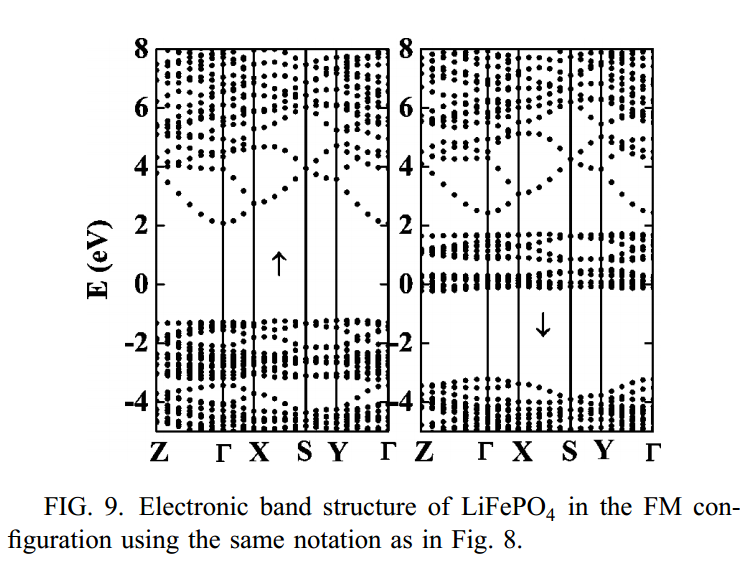 8 8
6 6
4 4
2 2
E (eV)
0 0
↑
↓
-2 -2
-4 -4
Z Γ X S Y Γ Z Γ X S Y Γ
FIG. 9. Electronic band structure of LiFePO4 in the FM con-
figuration using the same notation as in Fig. 8.